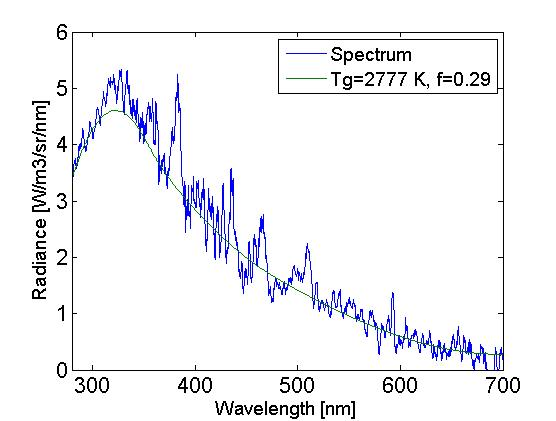 6
5
4
3
2
1
0
Radiance [W/m3/sr/nm]
Spectrum
Tg=2777 K, f=0.29
300 400 500 600 700
Wavelength [nm]